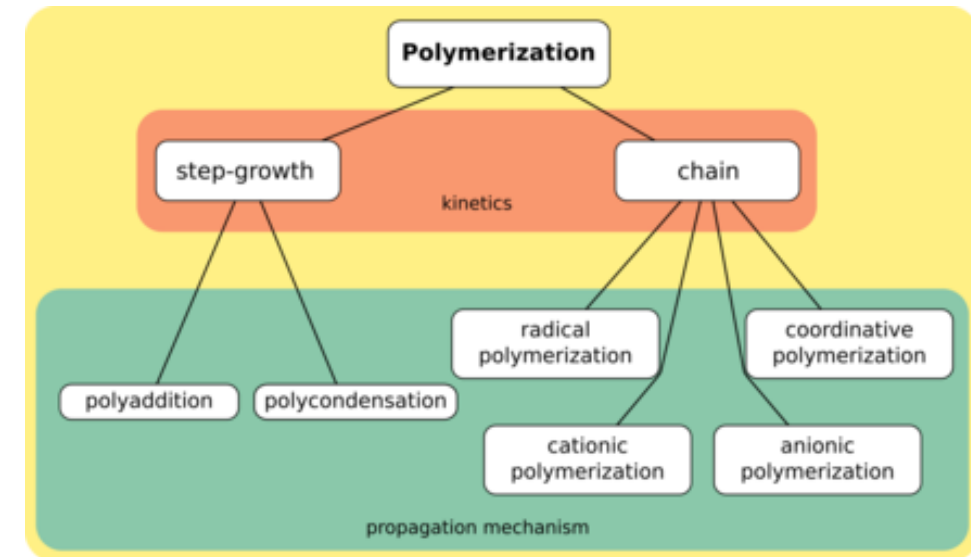 Polymerization
step-growth
chain
kinetics
radical
polymerization
coordinative
polymerization
polyaddition
polycondensation
cationic
polymerization
anionic
polymerization
propagation mechanism